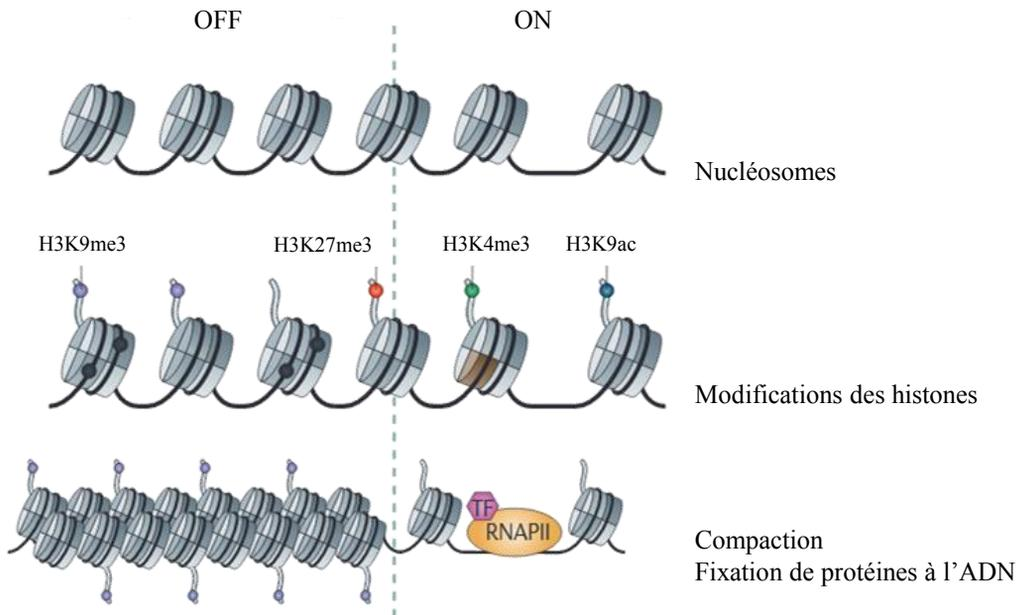 OFF ON
Nucléosomes
H3K9me3 H3K27me3 H3K4me3 H3K9ac
Modifications des histones
TF
RNAPII
Compaction
Fixation de protéines à l'ADN